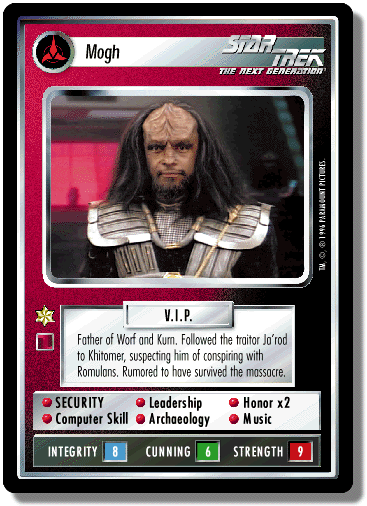 Mogh
STAR TREK
THE NEXT GENERATION
TM, © ® 1996 PARAMOUNT PICTURES.
V.I.P.
Father of Worf and Kurn. Followed the traitor Ja'rod
to Khitomer, suspecting him of conspiring with
Romulans. Rumored to have survived the massacre.
SECURITY Leadership Honor x2
Computer Skill Archaeology Music
INTEGRITY 8 CUNNING 6 STRENGTH 9